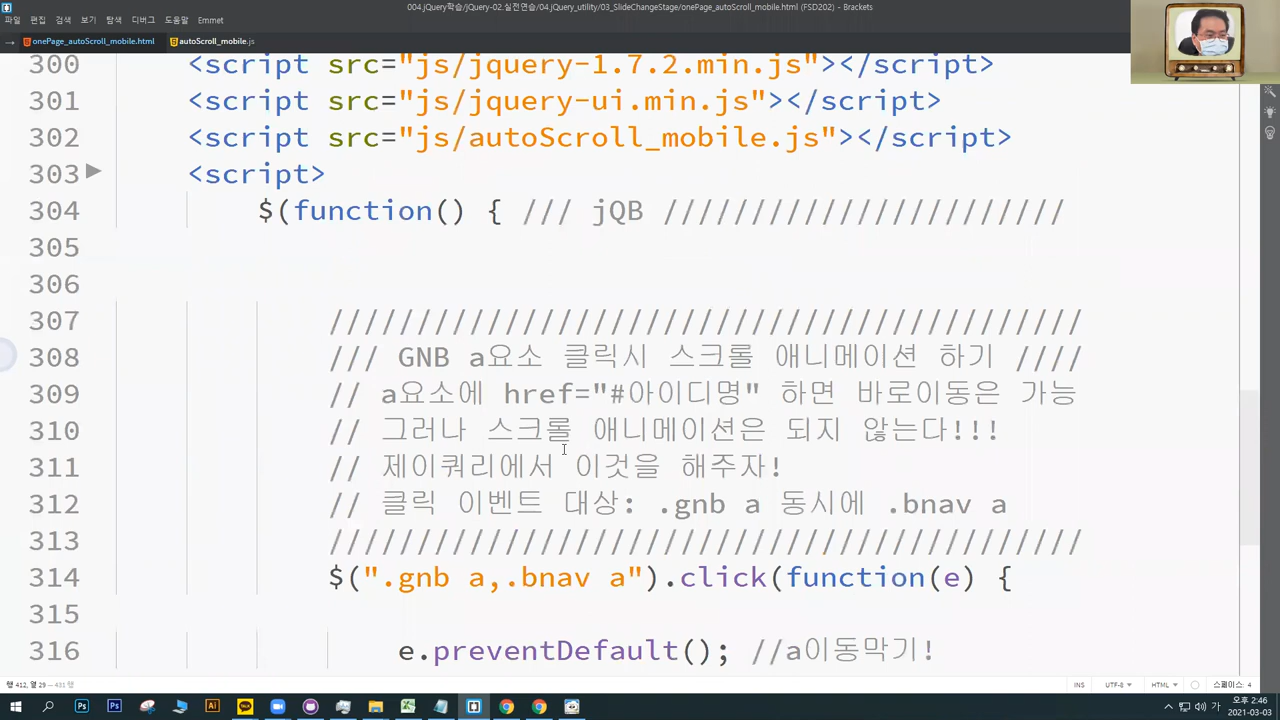 004.jQuery학습/jQuery-02.실전연습/04.jQuery_utility/03_SlideChangeStage/onePage_autoScroll_mobile.html (FSD202) - Brackets
파일 편집 검색 보기 탐색 디버그 도움말 Emmet
onePage_autoScroll_mobile.html autoScroll_mobile.js
300 <script src="js/jquery-1.7.2.min.js"></script>
301 <script src="js/jquery-ui.min.js"></script>
302 <script src="js/autoScroll_mobile.js"></script>
303 <script>
304 $(function() { /// jQB ///////////////////////
305
306
307 ///////////////////////////////////////////
308 /// GNB a요소 클릭시 스크롤 애니메이션 하기 ////
309 // a요소에 href="#아이디명" 하면 바로이동은 가능
310 // 그러나 스크롤 애니메이션은 되지 않는다!!!
311 // 제이쿼리에서 이것을 해주자!
312 // 클릭 이벤트 대상: .gnb a 동시에 .bnav a
313 ///////////////////////////////////////////
314 $(".gnb a,.bnav a").click(function(e) {
315
316 e.preventDefault(); //a이동막기!
행 412, 열 29 — 431 행 INS UTF-8 HTML 스페이스: 4
오후 2:46
2021-03-03